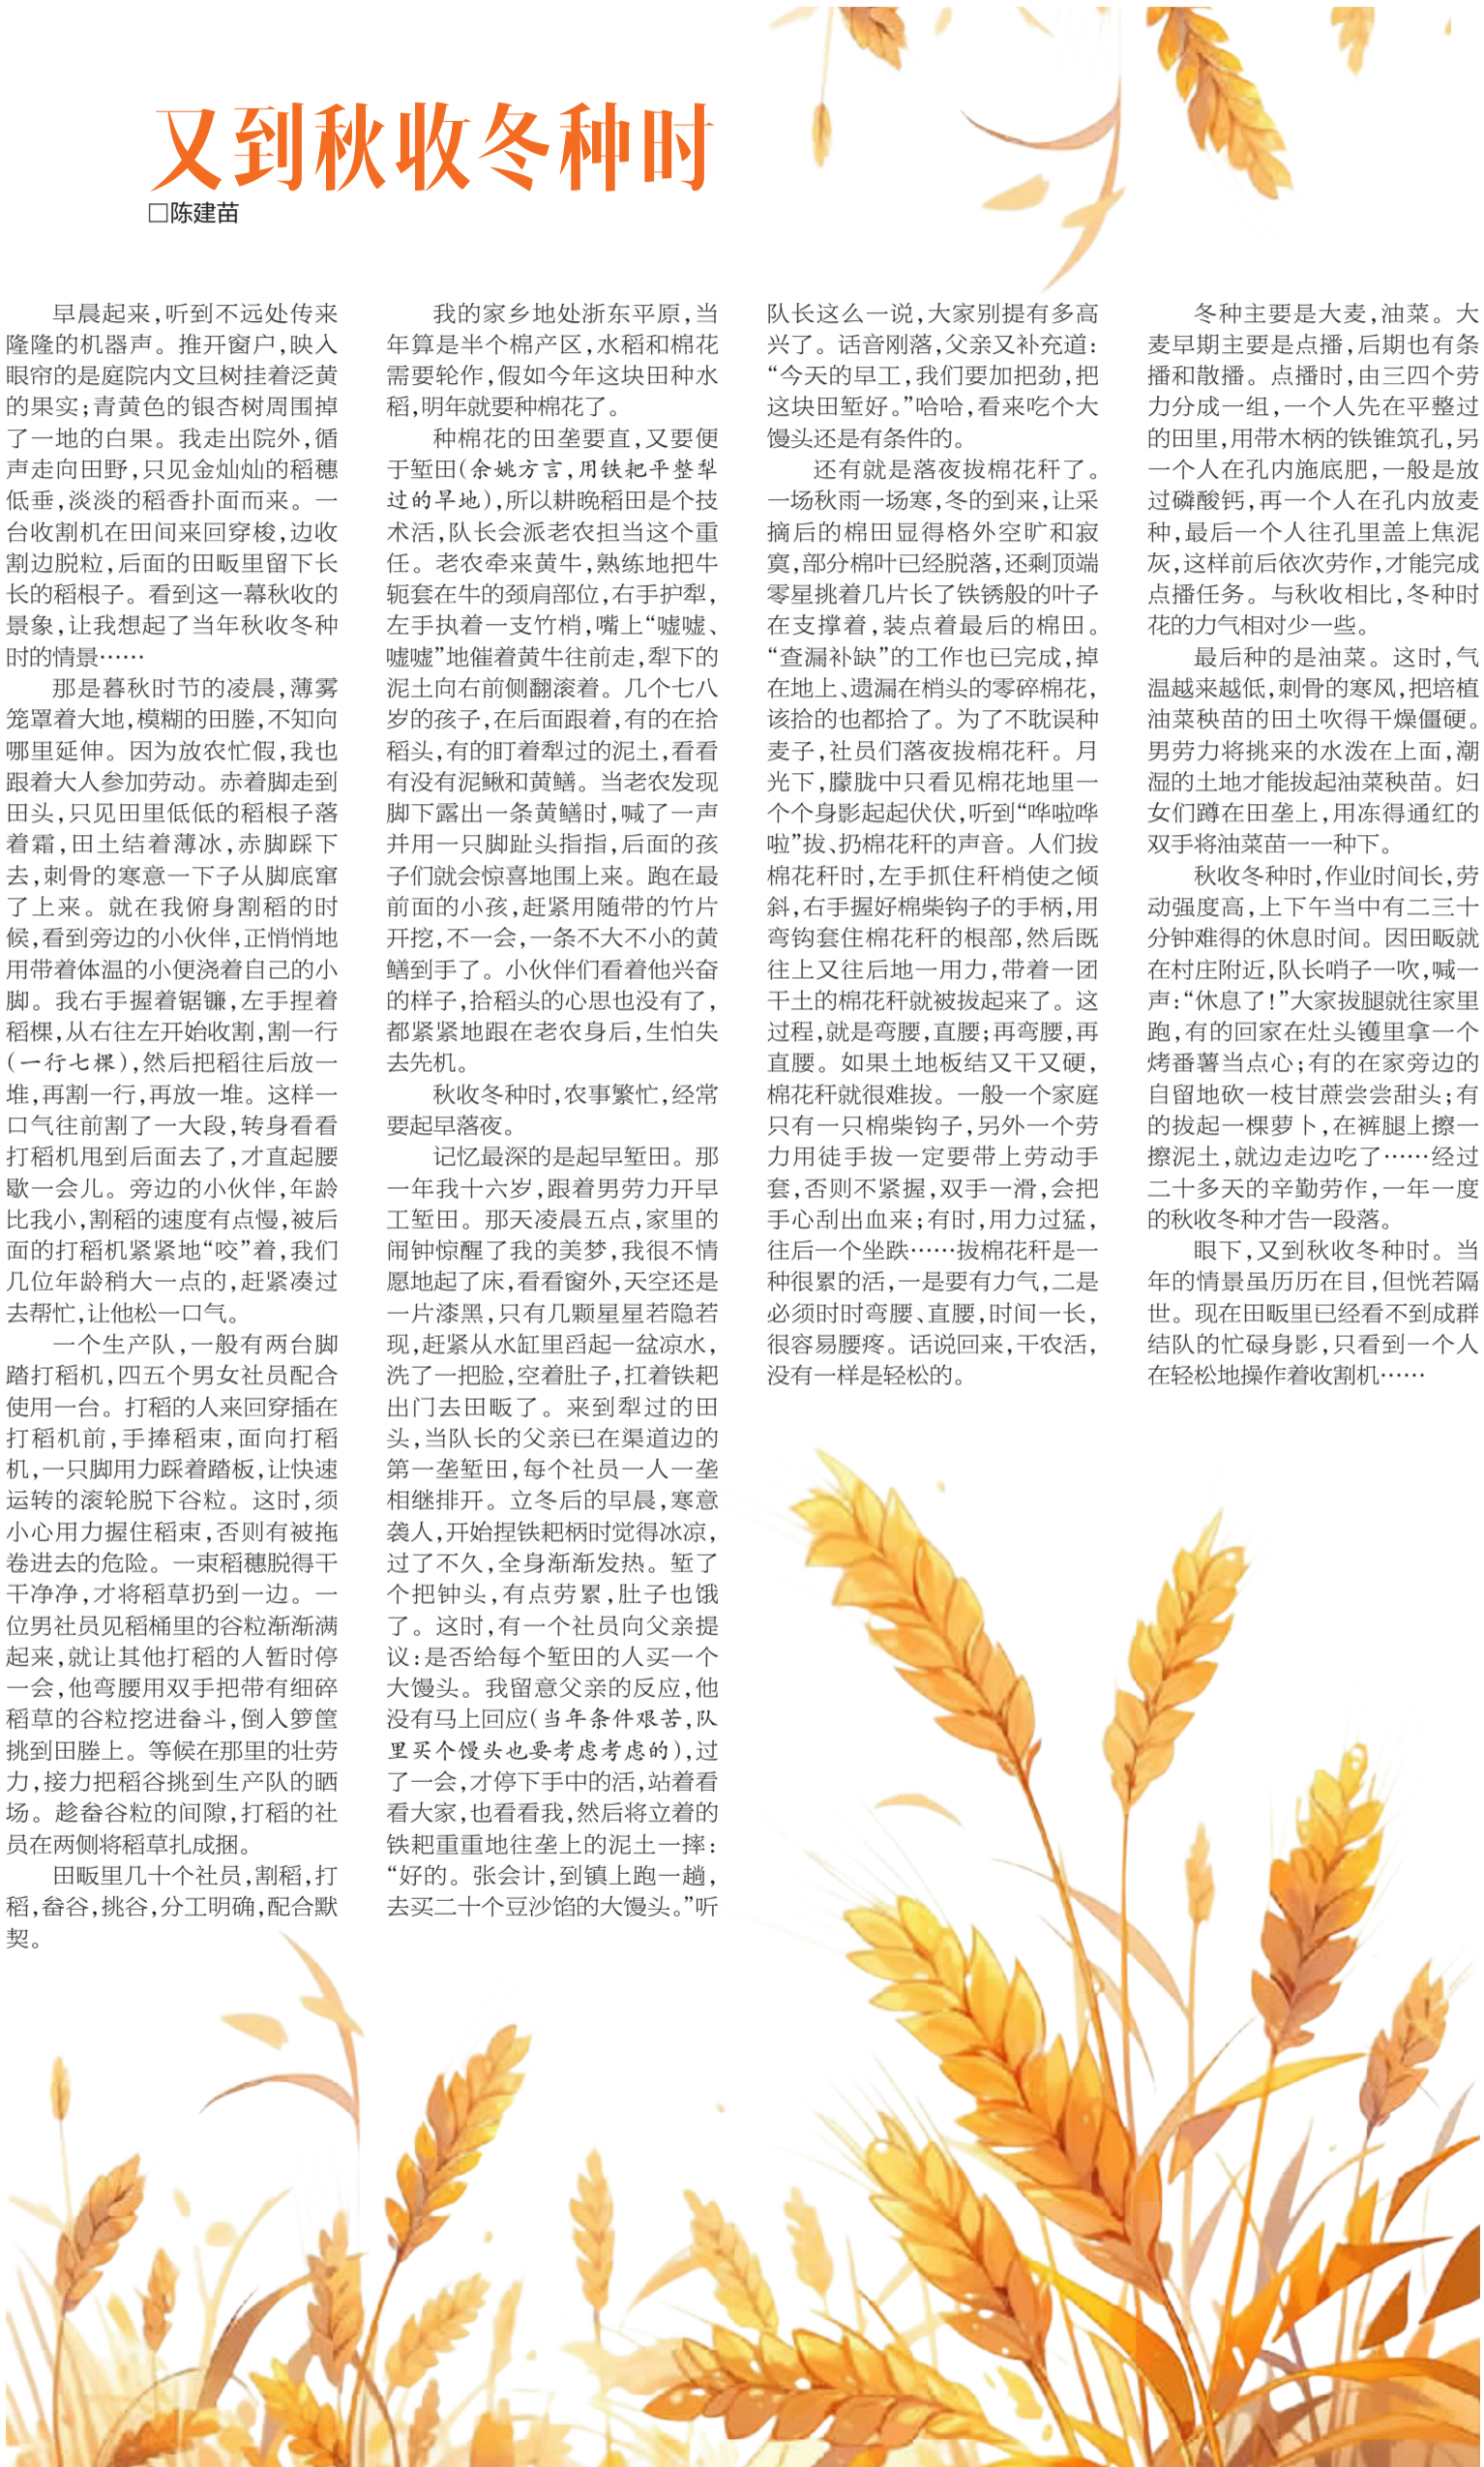 又到秋收冬种时
□陈建苗
早晨起来，听到不远处传来
隆隆的机器声。推开窗户，映入
眼帘的是庭院内文旦树挂着泛黄
的果实；青黄色的银杏树周围掉
了一地的白果。我走出院外，循
声走向田野，只见金灿灿的稻穗
低垂，淡淡的稻香扑面而来。一
台收割机在田间来回穿梭，边收
割边脱粒，后面的田畈里留下长
长的稻根子。看到这一幕秋收的
景象，让我想起了当年秋收冬种
时的情景……
那是暮秋时节的凌晨，薄雾
笼罩着大地，模糊的田塍，不知向
哪里延伸。因为放农忙假，我也
跟着大人参加劳动。赤着脚走到
田头，只见田里低低的稻根子落
着霜，田土结着薄冰，赤脚踩下
去，刺骨的寒意一下子从脚底窜
了上来。就在我俯身割稻的时
候，看到旁边的小伙伴，正悄悄地
用带着体温的小便浇着自己的小
脚。我右手握着锯镰，左手捏着
稻棵，从右往左开始收割，割一行
（一行七棵），然后把稻往后放一
堆，再割一行，再放一堆。这样一
口气往前割了一大段，转身看看
打稻机甩到后面去了，才直起腰
歇一会儿。旁边的小伙伴，年龄
比我小，割稻的速度有点慢，被后
面的打稻机紧紧地“咬”着，我们
几位年龄稍大一点的，赶紧凑过
去帮忙，让他松一口气。
一个生产队，一般有两台脚
踏打稻机，四五个男女社员配合
使用一台。打稻的人来回穿插在
打稻机前，手捧稻束，面向打稻
机，一只脚用力踩着踏板，让快速
运转的滚轮脱下谷粒。这时，须
小心用力握住稻束，否则有被拖
卷进去的危险。一束稻穗脱得干
干净净，才将稻草扔到一边。一
位男社员见稻桶里的谷粒渐渐满
起来，就让其他打稻的人暂时停
一会，他弯腰用双手把带有细碎
稻草的谷粒挖进畚斗，倒入箩筐
挑到田塍上。等候在那里的壮劳
力，接力把稻谷挑到生产队的晒
场。趁畚谷粒的间隙，打稻的社
员在两侧将稻草扎成捆。
田畈里几十个社员，割稻，打
稻，畚谷，挑谷，分工明确，配合默
契。
我的家乡地处浙东平原，当
年算是半个棉产区，水稻和棉花
需要轮作，假如今年这块田种水
稻，明年就要种棉花了。
种棉花的田垄要直，又要便
于堑田（余姚方言，用铁耙平整犁
过的旱地），所以耕晚稻田是个技
术活，队长会派老农担当这个重
任。老农牵来黄牛，熟练地把牛
轭套在牛的颈肩部位，右手护犁，
左手执着一支竹梢，嘴上“嘘嘘、
嘘嘘”地催着黄牛往前走，犁下的
泥土向右前侧翻滚着。几个七八
岁的孩子，在后面跟着，有的在拾
稻头，有的盯着犁过的泥土，看看
有没有泥鳅和黄鳝。当老农发现
脚下露出一条黄鳝时，喊了一声
并用一只脚趾头指指，后面的孩
子们就会惊喜地围上来。跑在最
前面的小孩，赶紧用随带的竹片
开挖，不一会，一条不大不小的黄
鳝到手了。小伙伴们看着他兴奋
的样子，拾稻头的心思也没有了，
都紧紧地跟在老农身后，生怕失
去先机。
秋收冬种时，农事繁忙，经常
要起早落夜。
记忆最深的是起早堑田。那
一年我十六岁，跟着男劳力开早
工堑田。那天凌晨五点，家里的
闹钟惊醒了我的美梦，我很不情
愿地起了床，看看窗外，天空还是
一片漆黑，只有几颗星星若隐若
现，赶紧从水缸里舀起一盆凉水，
洗了一把脸，空着肚子，扛着铁耙
出门去田畈了。来到犁过的田
头，当队长的父亲已在渠道边的
第一垄堑田，每个社员一人一垄
相继排开。立冬后的早晨，寒意
袭人，开始捏铁耙柄时觉得冰凉，
过了不久，全身渐渐发热。堑了
个把钟头，有点劳累，肚子也饿
了。这时，有一个社员向父亲提
议：是否给每个堑田的人买一个
大馒头。我留意父亲的反应，他
没有马上回应（当年条件艰苦，队
里买个馒头也要考虑考虑的），过
了一会，才停下手中的活，站着看
看大家，也看看我，然后将立着的
铁耙重重地往垄上的泥土一摔：
“好的。张会计，到镇上跑一趟，
去买二十个豆沙馅的大馒头。”听
队长这么一说，大家别提有多高
兴了。话音刚落，父亲又补充道：
“今天的早工，我们要加把劲，把
这块田堑好。”哈哈，看来吃个大
馒头还是有条件的。
还有就是落夜拔棉花秆了。
一场秋雨一场寒，冬的到来，让采
摘后的棉田显得格外空旷和寂
寞，部分棉叶已经脱落，还剩顶端
零星挑着几片长了铁锈般的叶子
在支撑着，装点着最后的棉田。
“查漏补缺”的工作也已完成，掉
在地上、遗漏在梢头的零碎棉花，
该拾的也都拾了。为了不耽误种
麦子，社员们落夜拔棉花秆。月
光下，朦胧中只看见棉花地里一
个个身影起起伏伏，听到“哗啦哗
啦”拔、扔棉花秆的声音。人们拔
棉花秆时，左手抓住秆梢使之倾
斜，右手握好棉柴钩子的手柄，用
弯钩套住棉花秆的根部，然后既
往上又往后地一用力，带着一团
干土的棉花秆就被拔起来了。这
过程，就是弯腰，直腰；再弯腰，再
直腰。如果土地板结又干又硬，
棉花秆就很难拔。一般一个家庭
只有一只棉柴钩子，另外一个劳
力用徒手拔一定要带上劳动手
套，否则不紧握，双手一滑，会把
手心刮出血来；有时，用力过猛，
往后一个坐跌……拔棉花秆是一
种很累的活，一是要有力气，二是
必须时时弯腰、直腰，时间一长，
很容易腰疼。话说回来，干农活，
没有一样是轻松的。
冬种主要是大麦，油菜。大
麦早期主要是点播，后期也有条
播和散播。点播时，由三四个劳
力分成一组，一个人先在平整过
的田里，用带木柄的铁锥筑孔，另
一个人在孔内施底肥，一般是放
过磷酸钙，再一个人在孔内放麦
种，最后一个人往孔里盖上焦泥
灰，这样前后依次劳作，才能完成
点播任务。与秋收相比，冬种时
花的力气相对少一些。
最后种的是油菜。这时，气
温越来越低，刺骨的寒风，把培植
油菜秧苗的田土吹得干燥僵硬。
男劳力将挑来的水泼在上面，潮
湿的土地才能拔起油菜秧苗。妇
女们蹲在田垄上，用冻得通红的
双手将油菜苗一一种下。
秋收冬种时，作业时间长，劳
动强度高，上下午当中有二三十
分钟难得的休息时间。因田畈就
在村庄附近，队长哨子一吹，喊一
声：“休息了！”大家拔腿就往家里
跑，有的回家在灶头镬里拿一个
烤番薯当点心；有的在家旁边的
自留地砍一枝甘蔗尝尝甜头；有
的拔起一棵萝卜，在裤腿上擦一
擦泥土，就边走边吃了……经过
二十多天的辛勤劳作，一年一度
的秋收冬种才告一段落。
眼下，又到秋收冬种时。当
年的情景虽历历在目，但恍若隔
世。现在田畈里已经看不到成群
结队的忙碌身影，只看到一个人
在轻松地操作着收割机……